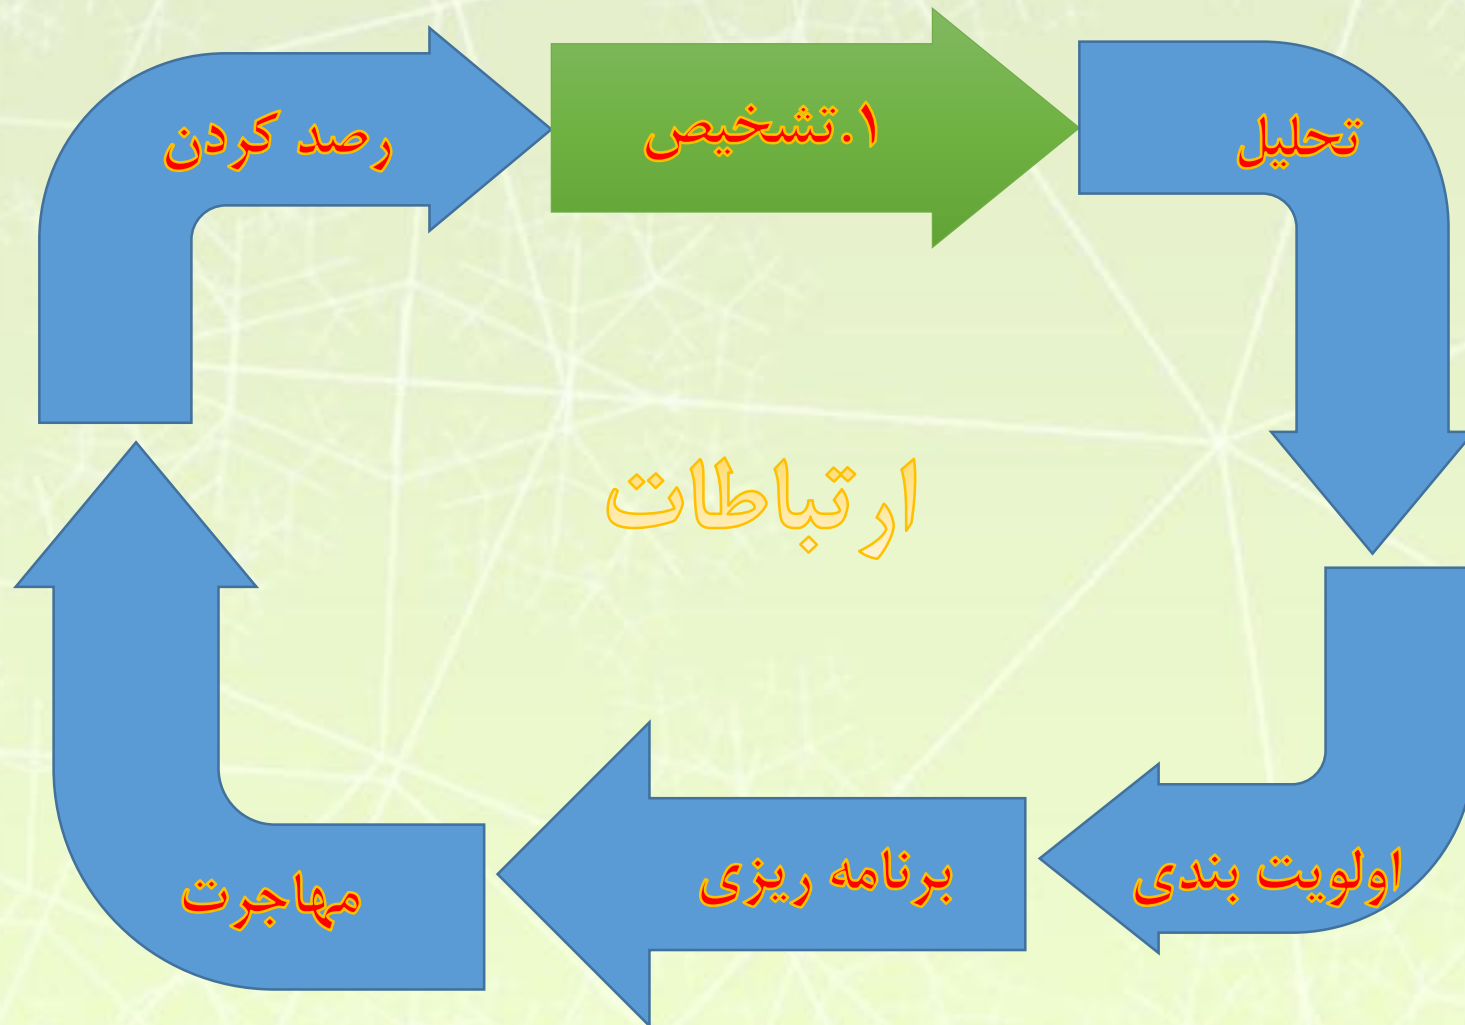 رصد کردن
۱.تشخیص
تحلیل
ارتباطات
اولویت بندی
برنامه ریزی
مهاجرت